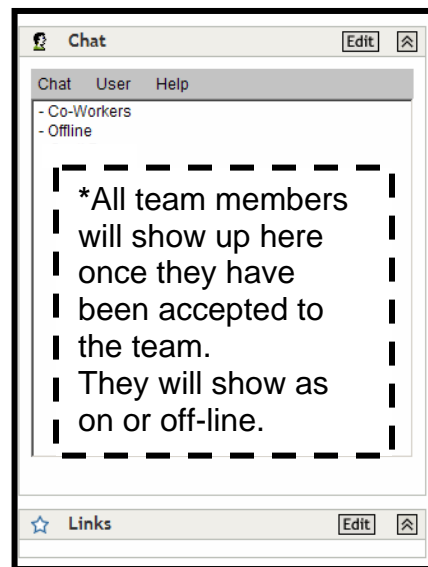 Chat Edit
Chat User Help
- Co-Workers
- Offline
*All team members
will show up here
once they have
been accepted to
the team.
They will show as
on or off-line.
Links Edit